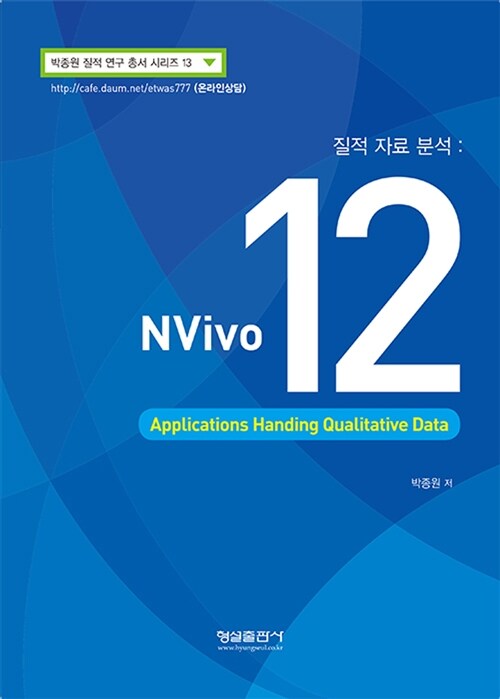 박종원 질적 연구 총서 시리즈 13
http://cafe.daum.net/etwas777 (온라인상담)
질적 자료 분석 :
NVivo 12
Applications Handing Qualitative Data
박종원 저
형설출판사
www.hyungseul.co.kr